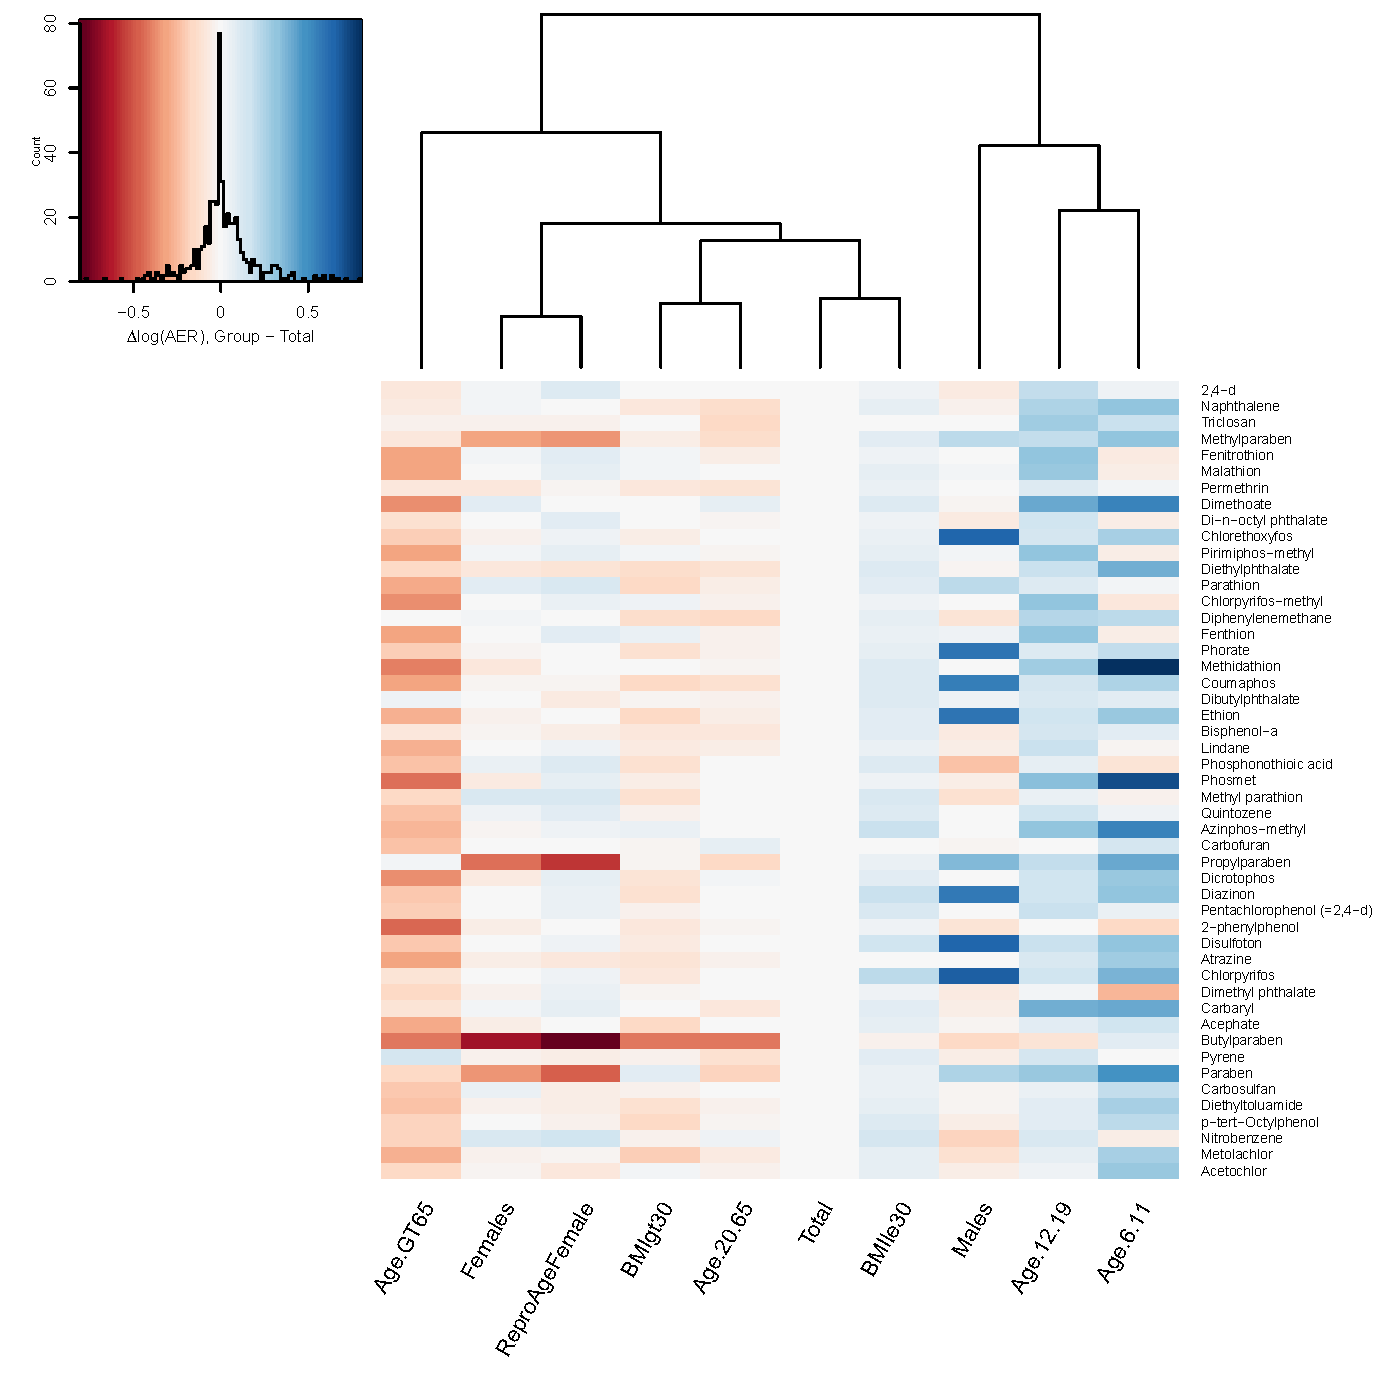 80
60
40
20
0
Count
−0.5 0 0.5
Δlog(AER), Group − Total
2,4−d
Naphthalene
Triclosan
Methylparaben
Fenitrothion
Malathion
Permethrin
Dimethoate
Di−n−octyl phthalate
Chlorethoxyfos
Pirimiphos−methyl
Diethylphthalate
Parathion
Chlorpyrifos−methyl
Diphenylenemethane
Fenthion
Phorate
Methidathion
Coumaphos
Dibutylphthalate
Ethion
Bisphenol−a
Lindane
Phosphonothioic acid
Phosmet
Methyl parathion
Quintozene
Azinphos−methyl
Carbofuran
Propylparaben
Dicrotophos
Diazinon
Pentachlorophenol (=2,4−d)
2−phenylphenol
Disulfoton
Atrazine
Chlorpyrifos
Dimethyl phthalate
Carbaryl
Acephate
Butylparaben
Pyrene
Paraben
Carbosulfan
Diethyltoluamide
p−tert−Octylphenol
Nitrobenzene
Metolachlor
Acetochlor
Age.GT65
Females
ReproAgeFemale
BMIgt30
Age.20.65
Total
BMIle30
Males
Age.12.19
Age.6.11